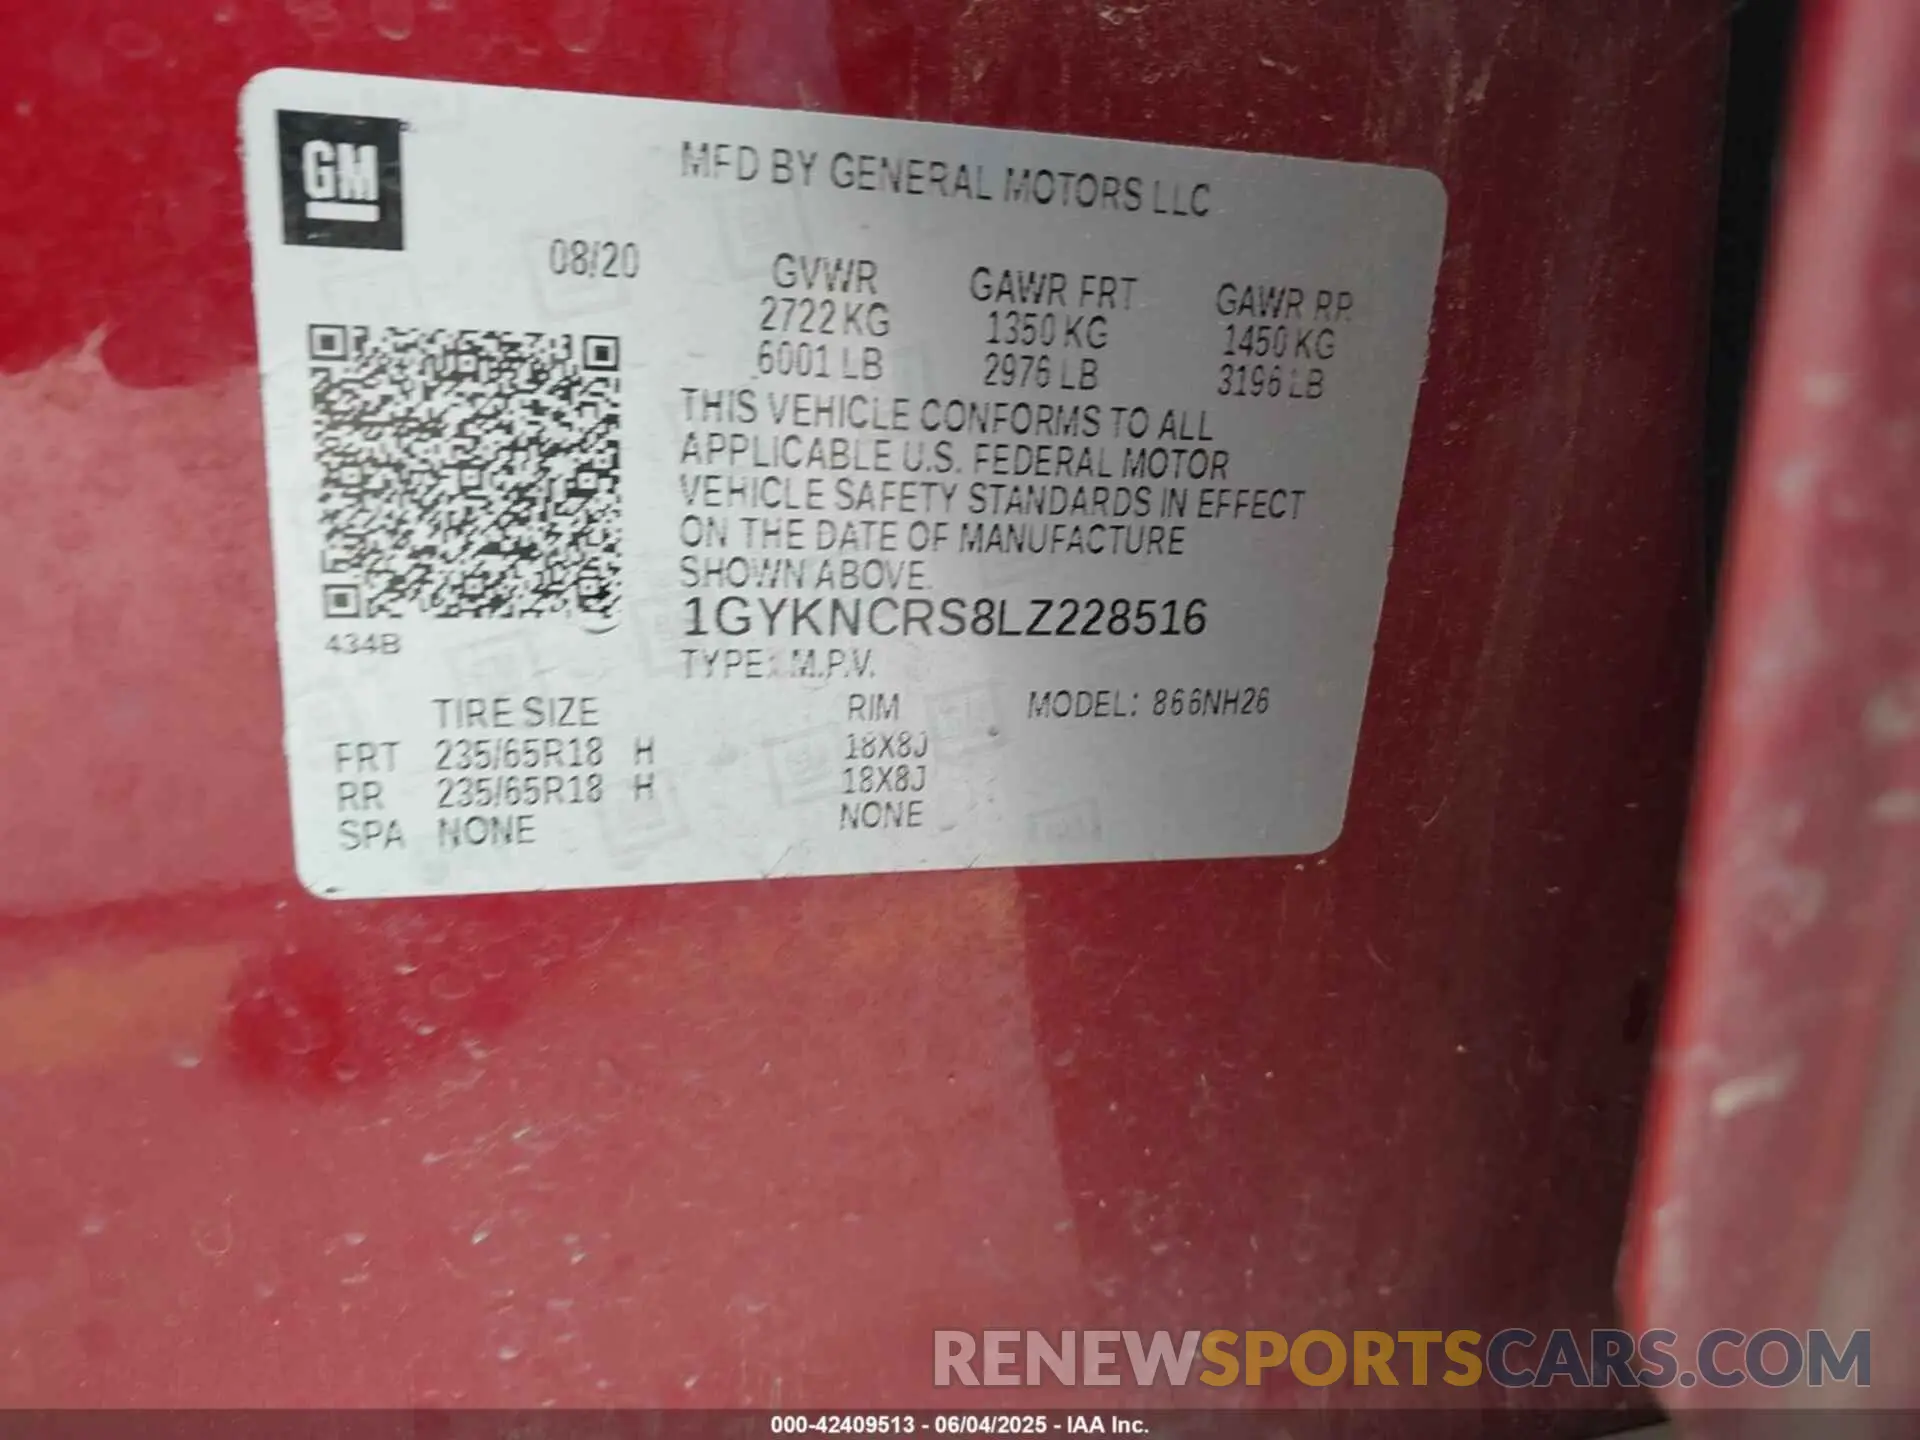 GM
MFD BY GENERAL MOTORS LLC
08/20
GVWR GAWR FRT GAWR RR
2722 KG 1350 KG 1450 KG
6001 LB 2976 LB 3196 LB
THIS VEHICLE CONFORMS TO ALL
APPLICABLE U.S. FEDERAL MOTOR
VEHICLE SAFETY STANDARDS IN EFFECT
ON THE DATE OF MANUFACTURE
SHOWN ABOVE.
1GYKNCRS8LZ228516
434B
TYPE: M.P.V.
TIRE SIZE RIM MODEL: 866NH26
FRT 235/65R18 H 18X8J
RR 235/65R18 H 18X8J
SPA NONE NONE
RENEWSPORTSCARS.COM
000-42409513 - 06/04/2025 - IAA Inc.